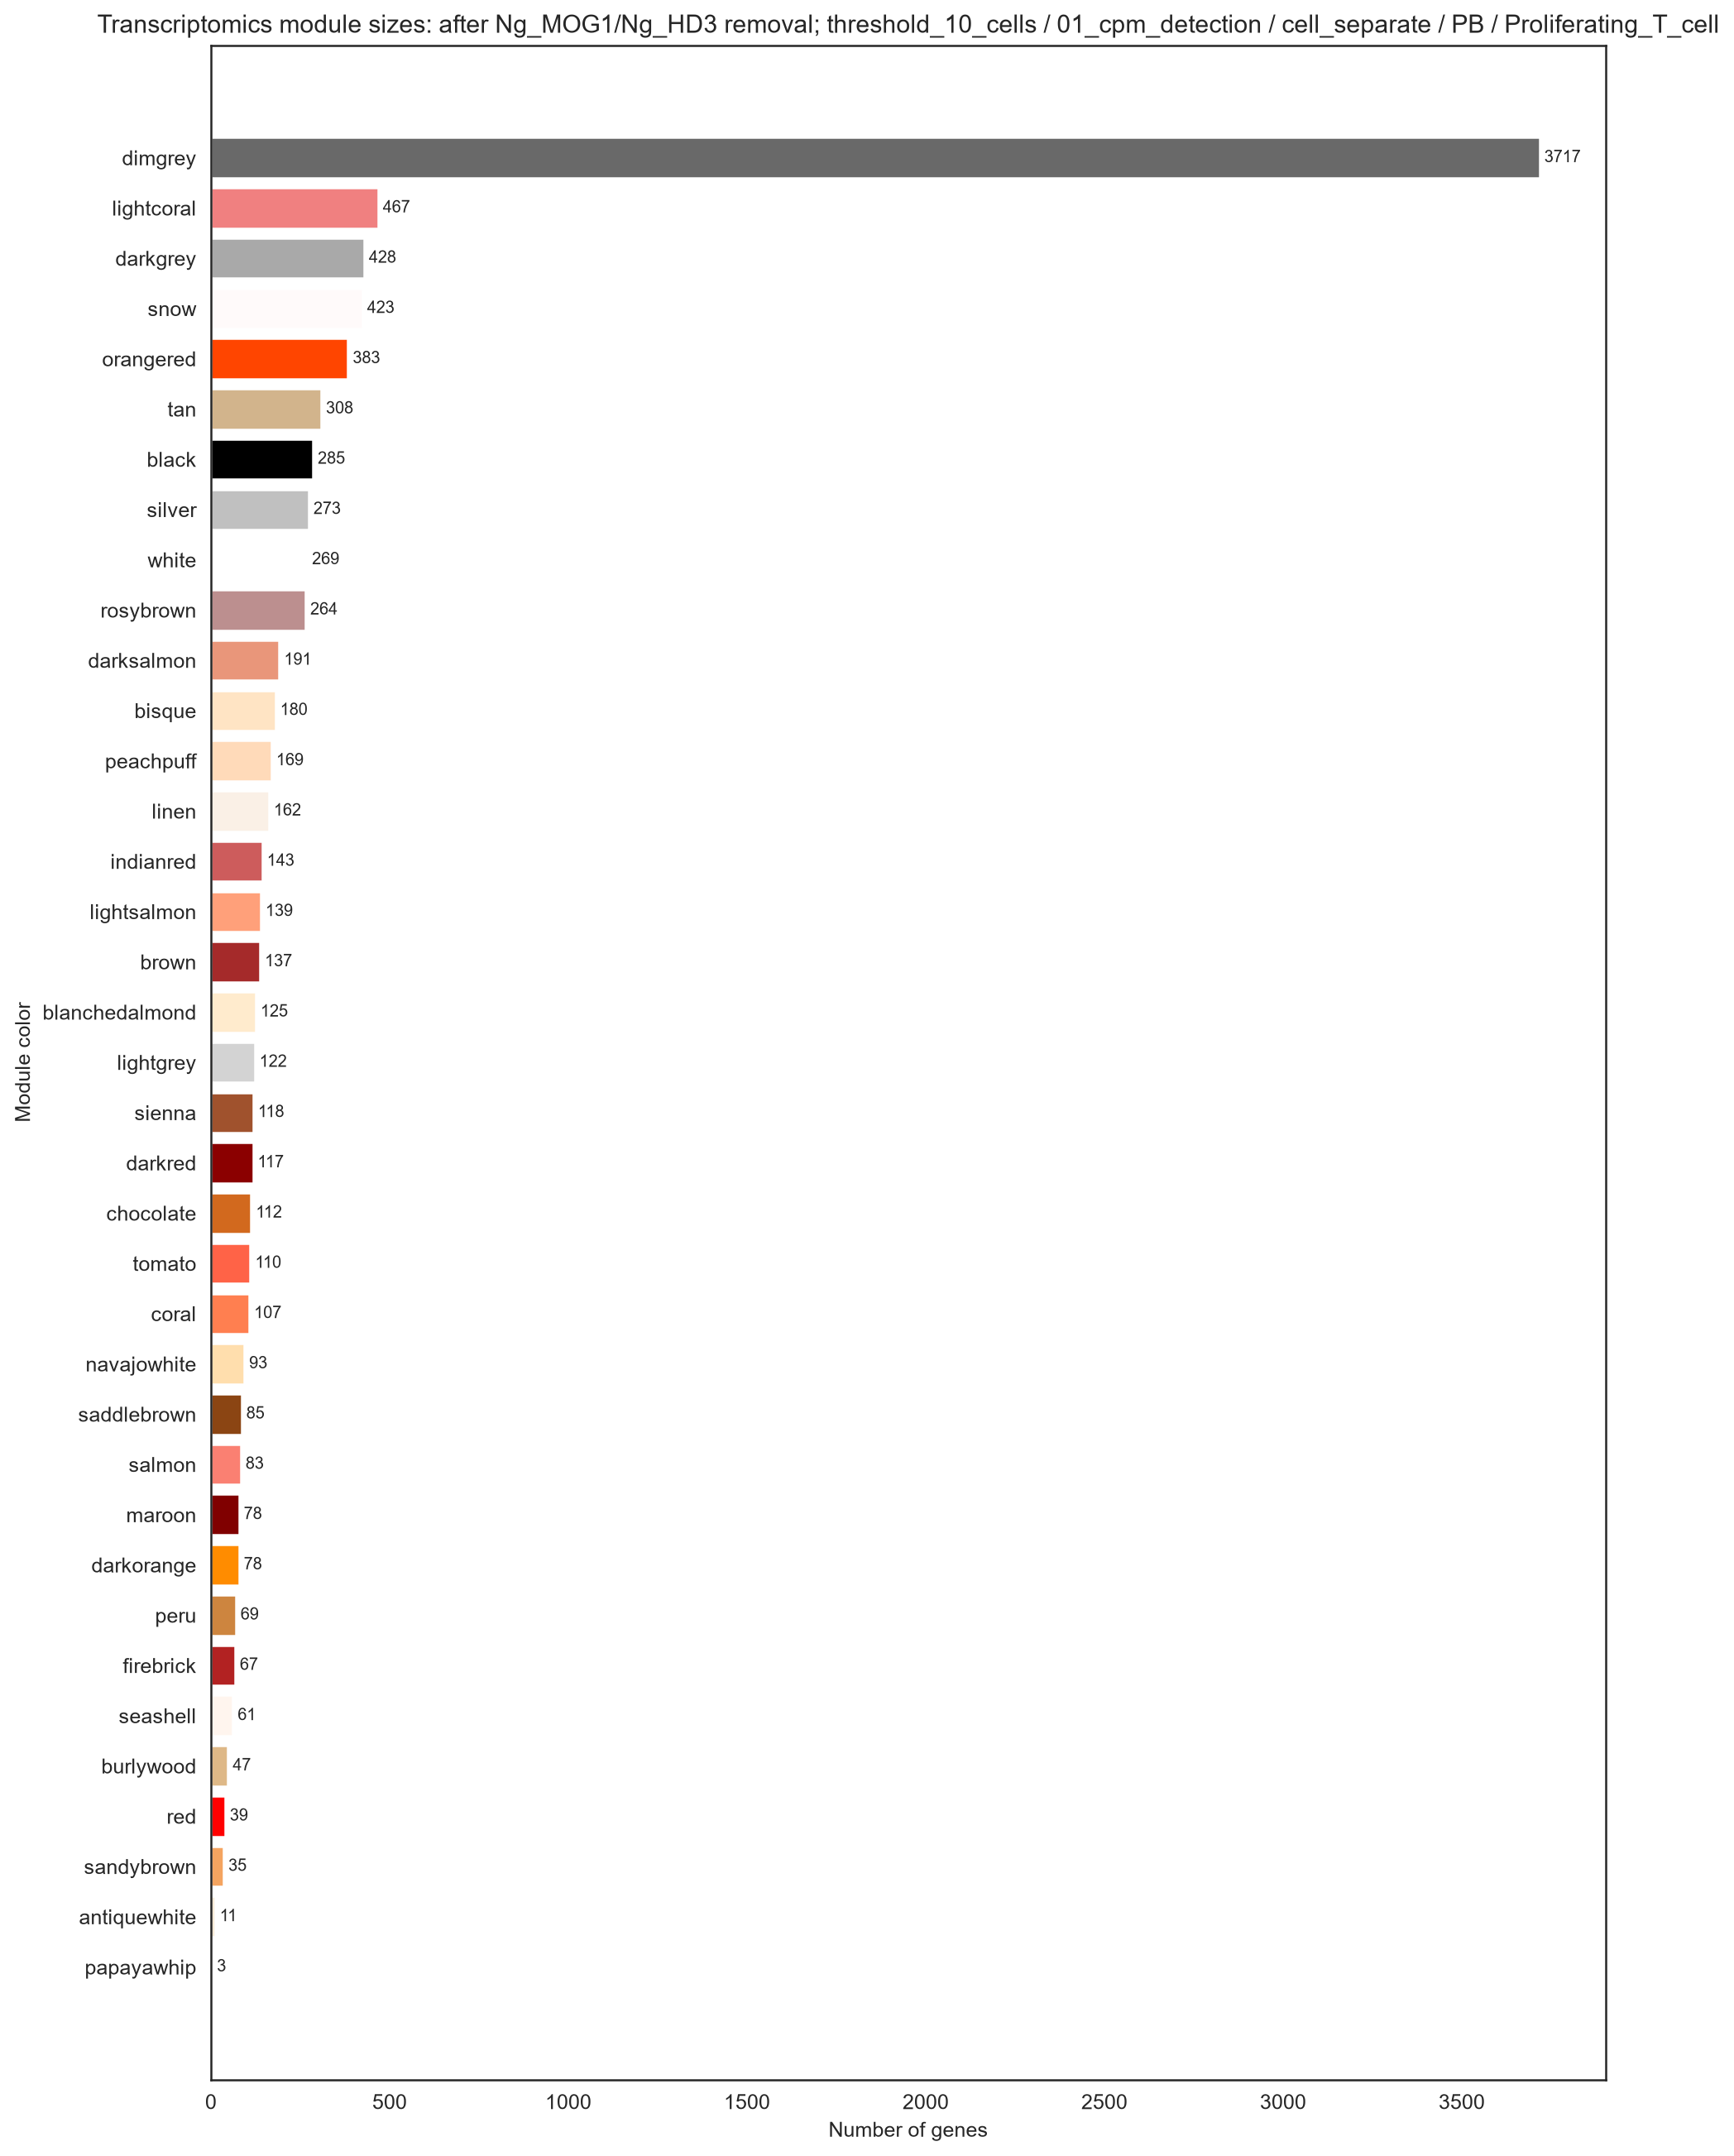 Transcriptomics module sizes: after Ng_MOG1/Ng_HD3 removal; threshold_10_cells / 01_cpm_detection / cell_separate / PB / Proliferating_T_cell
dimgrey 3717
lightcoral 467
darkgrey 428
snow 423
orangered 383
tan 308
black 285
silver 273
white 269
rosybrown 264
darksalmon 191
bisque 180
peachpuff 169
linen 162
indianred 143
lightsalmon 139
brown 137
blanchedalmond 125
lightgrey 122
sienna 118
darkred 117
chocolate 112
tomato 110
coral 107
navajowhite 93
saddlebrown 85
salmon 83
maroon 78
darkorange 78
peru 69
firebrick 67
seashell 61
burlywood 47
red 39
sandybrown 35
antiquewhite 11
papayawhip 3
Module color
0 500 1000 1500 2000 2500 3000 3500
Number of genes